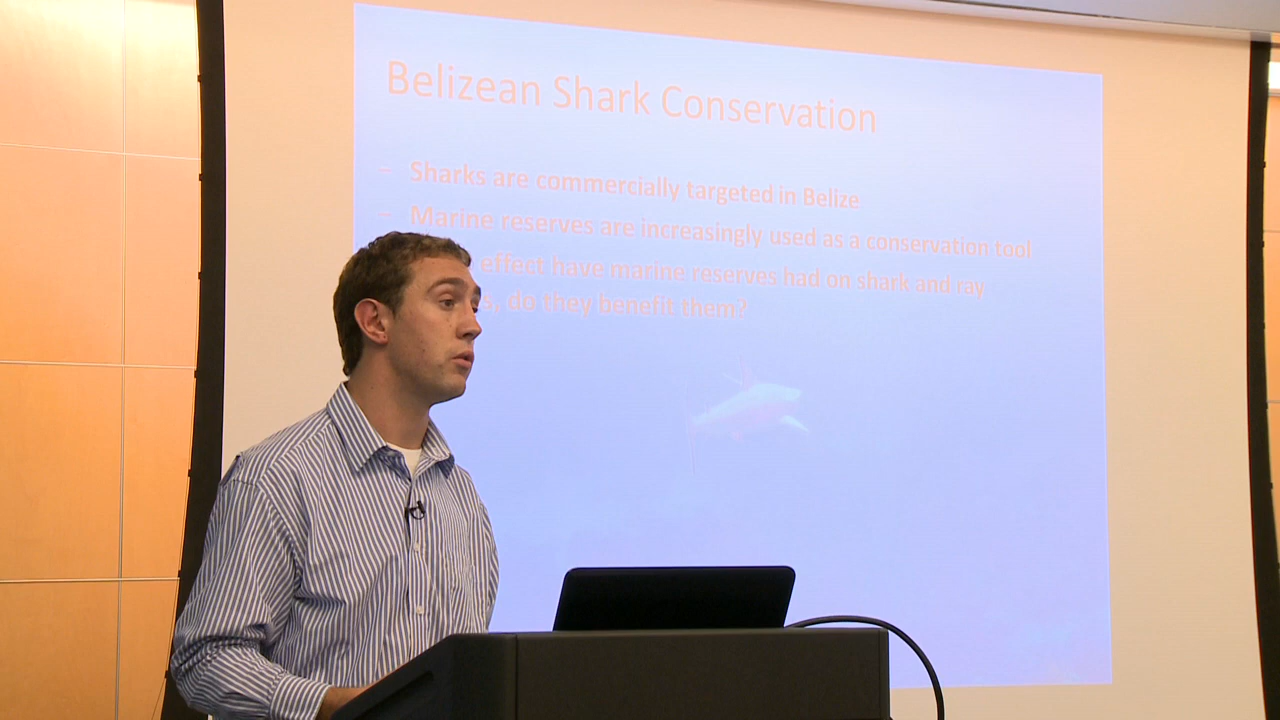 Belizean Shark Conservation
– Sharks are commercially targeted in Belize
– Marine reserves are increasingly used as a conservation tool
effect have marine reserves had on shark and ray
, do they benefit them?